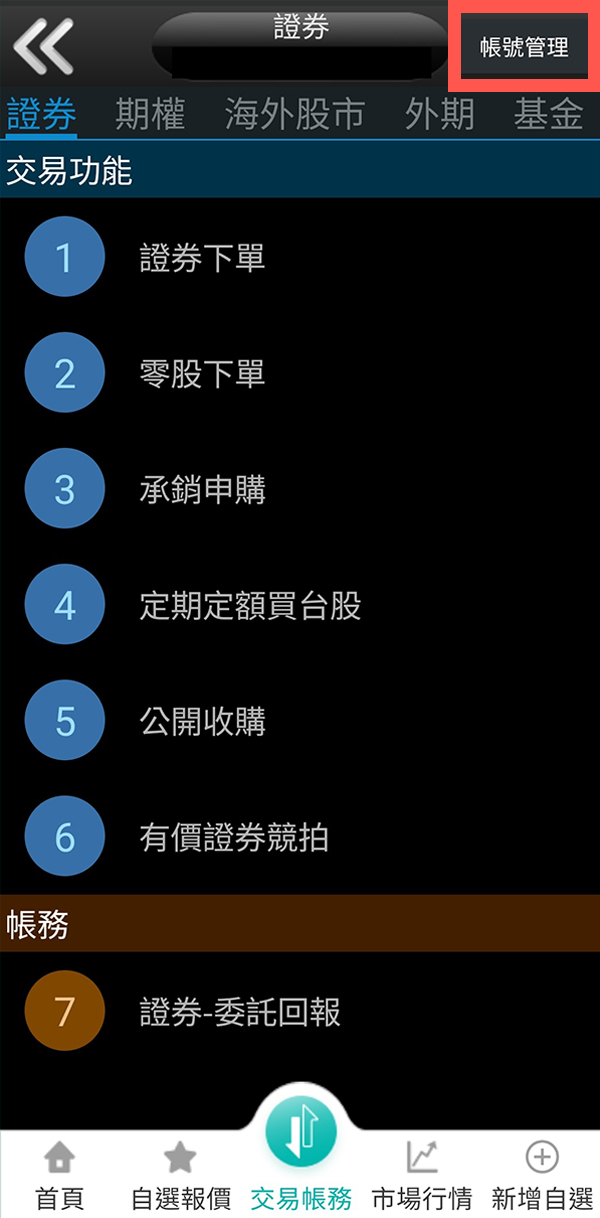 證券
帳號管理
證券 期權 海外股市 外期 基金
交易功能
1 證券下單
2 零股下單
3 承銷申購
4 定期定額買台股
5 公開收購
6 有價證券競拍
帳務
7 證券-委託回報
首頁 自選報價 交易帳務 市場行情 新增自選